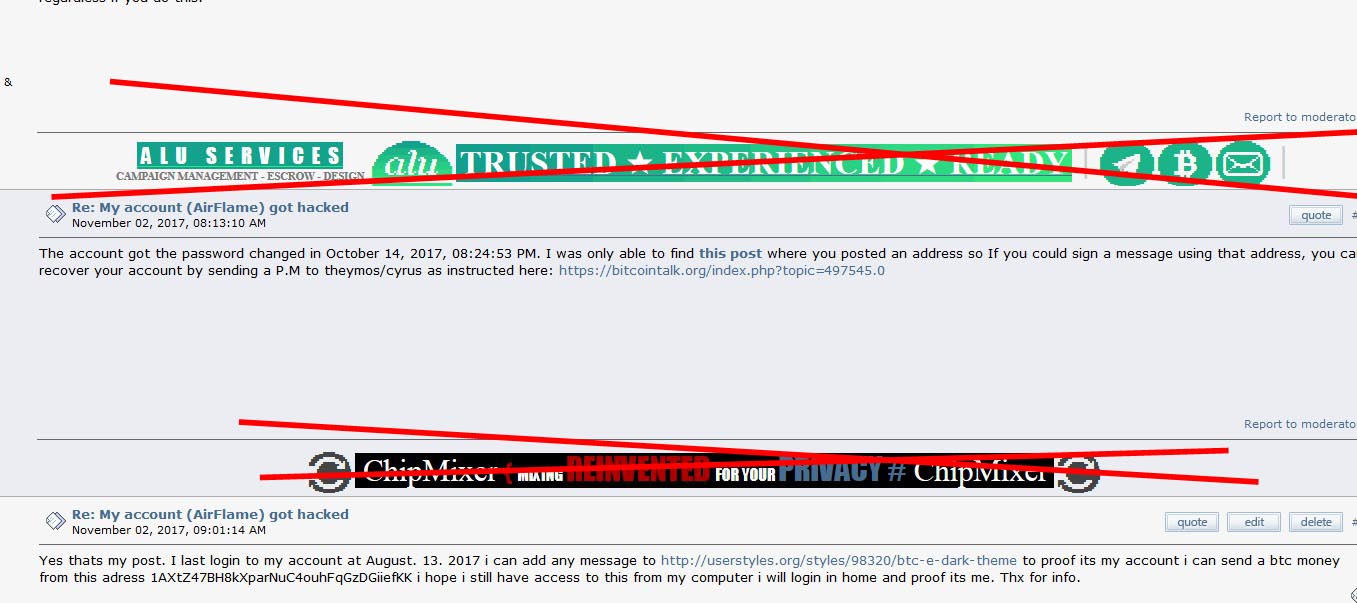 regardless if you do this.
&
Report to moderato
ALU SERVICES
CAMPAIGN MANAGEMENT - ESCROW - DESIGN
alu
TRUSTED ★ EXPERIENCED ★ READY
Re: My account (AirFlame) got hacked
November 02, 2017, 08:13:10 AM
quote #
The account got the password changed in October 14, 2017, 08:24:53 PM. I was only able to find this post where you posted an address so If you could sign a message using that address, you ca
recover your account by sending a P.M to theymos/cyrus as instructed here: https://bitcointalk.org/index.php?topic=497545.0
Report to moderato
ChipMixer ( MIXING REINVENTED FOR YOUR PRIVACY # ChipMixer
Re: My account (AirFlame) got hacked
November 02, 2017, 09:01:14 AM
quote edit delete #
Yes thats my post. I last login to my account at August. 13. 2017 i can add any message to http://userstyles.org/styles/98320/btc-e-dark-theme to proof its my account i can send a btc money
from this adress 1AXtZ47BH8kXparNuC4ouhFqGzDGiiefKK i hope i still have access to this from my computer i will login in home and proof its me. Thx for info.